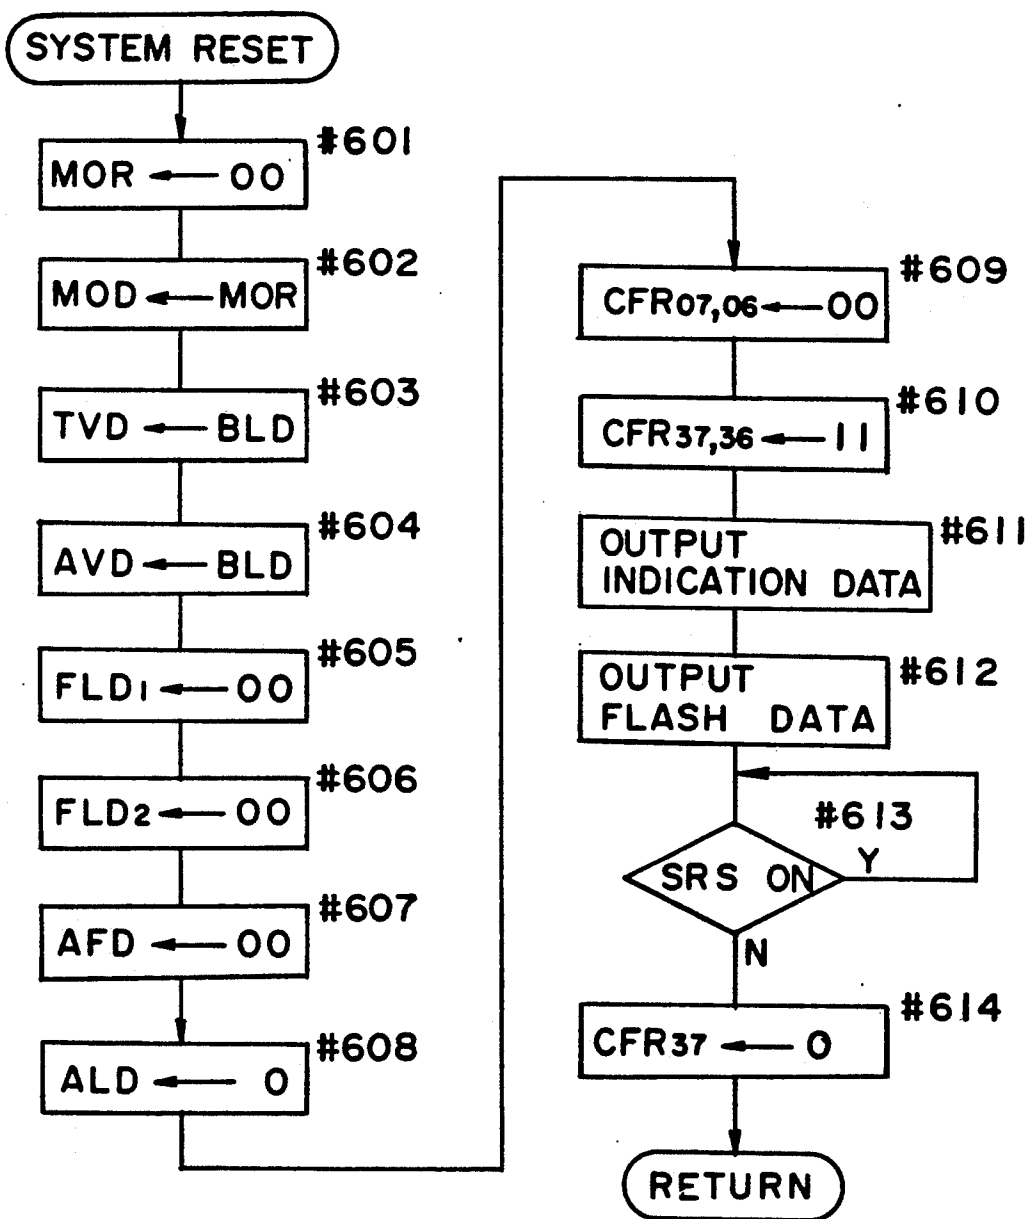 SYSTEM RESET
#601
MOR ← 00
#602
MOD ← MOR
#603
TVD ← BLD
#604
AVD ← BLD
#605
FLD1 ← 00
#606
FLD2 ← 00
#607
AFD ← 00
#608
ALD ← 0
#609
CFR07,06 ← 00
#610
CFR37,36 ← 11
#611
OUTPUT
INDICATION DATA
#612
OUTPUT
FLASH DATA
#613
SRS ON
Y
N
#614
CFR37 ← 0
RETURN